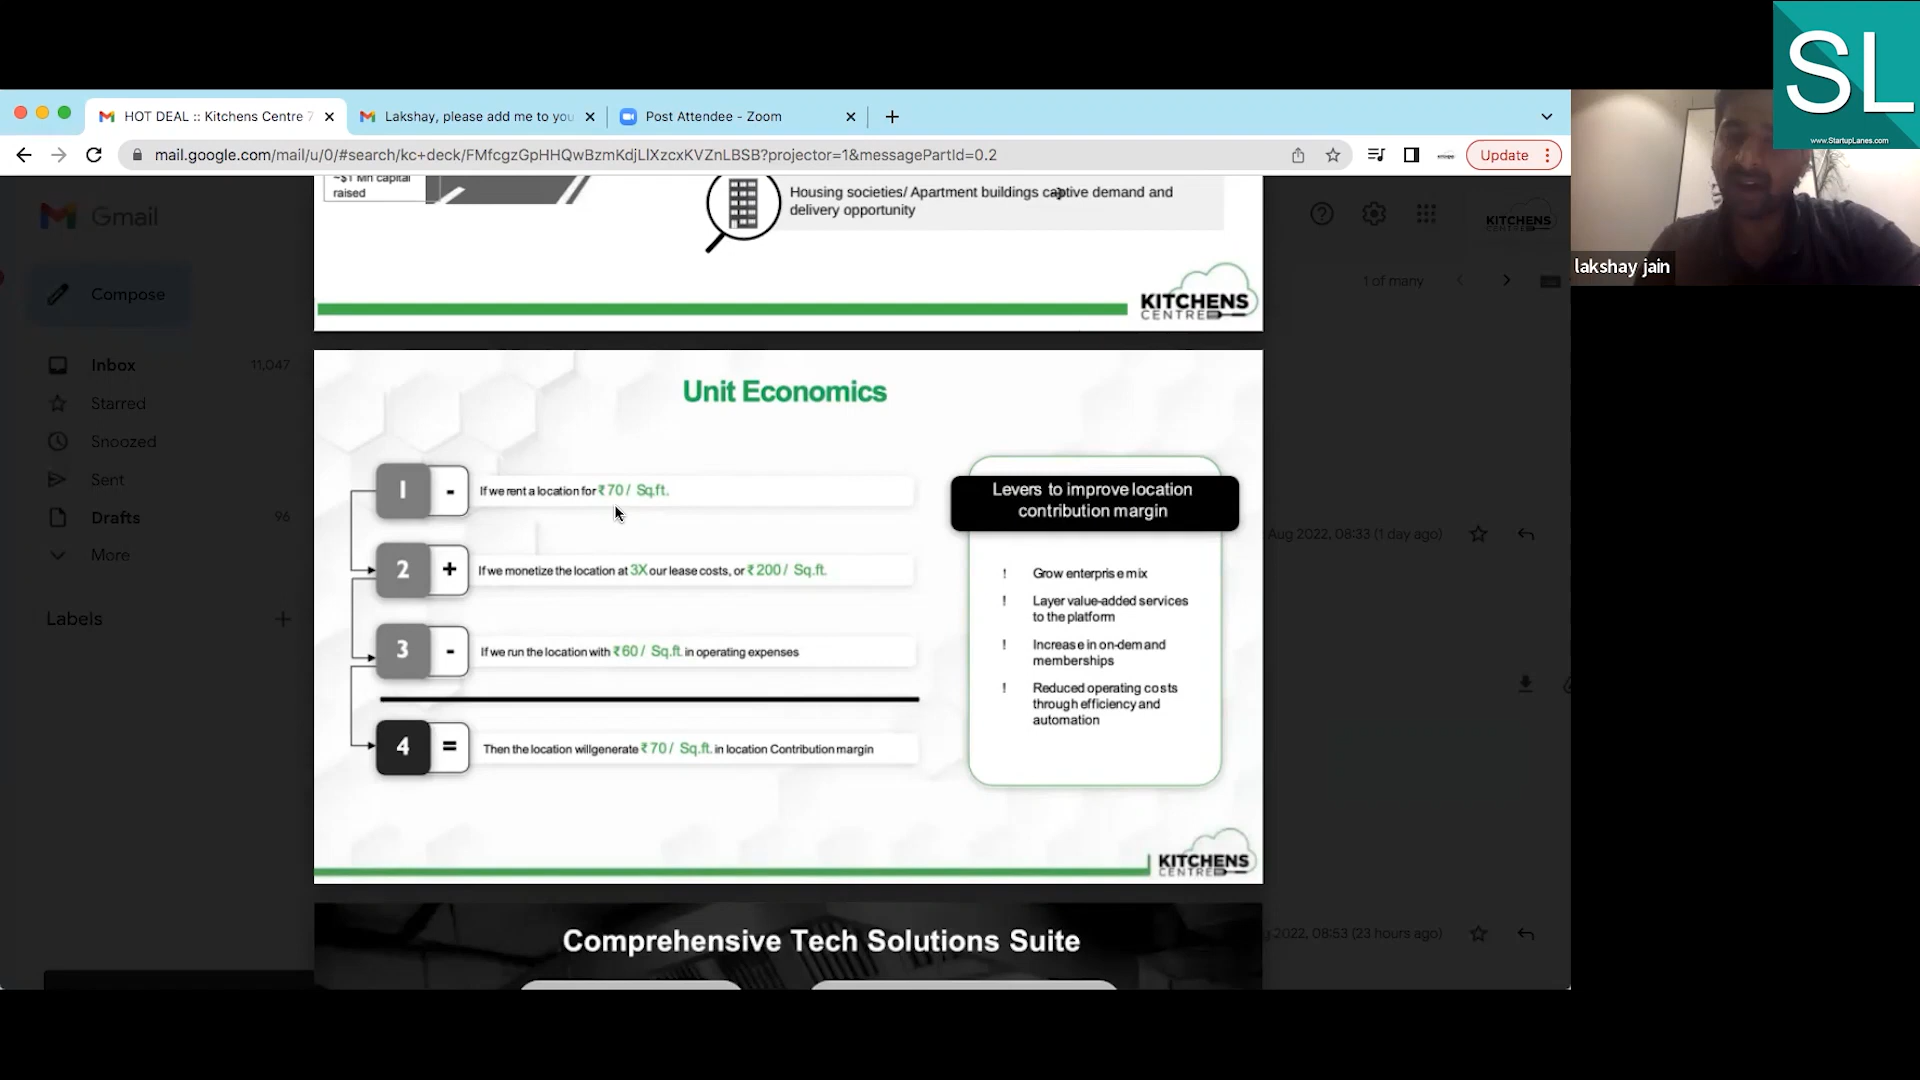 SL
www.StartupLanes.com
HOT DEAL :: Kitchens Centre 7
Lakshay, please add me to you
Post Attendee - Zoom
mail.google.com/mail/u/0/#search/kc+deck/FMfcgzGpHHQwBzmKdjLlXzcxKVZnLBSB?projector=1&messagePartId=0.2
Update
lakshay jain
Gmail
Compose
Inbox 11,047
Starred
Snoozed
Sent
Drafts 96
More
Labels
~$1 Mn capital
raised
Housing societies/ Apartment buildings captive demand and
delivery opportunity
KITCHENS
CENTRE
KITCHENS
CENTRE
1 of many
Unit Economics
1 - If we rent a location for ₹70/ Sq.ft.
2 + If we monetize the location at 3X our lease costs, or ₹200/ Sq.ft.
3 - If we run the location with ₹60/ Sq.ft. in operating expenses
4 = Then the location willgenerate ₹70/ Sq.ft. in location Contribution margin
Levers to improve location
contribution margin
! Grow enterprise mix
! Layer value-added services
to the platform
! Increase in on-demand
memberships
! Reduced operating costs
through efficiency and
automation
KITCHENS
CENTRE
Aug 2022, 08:33 (1 day ago)
2022, 08:53 (23 hours ago)
Comprehensive Tech Solutions Suite